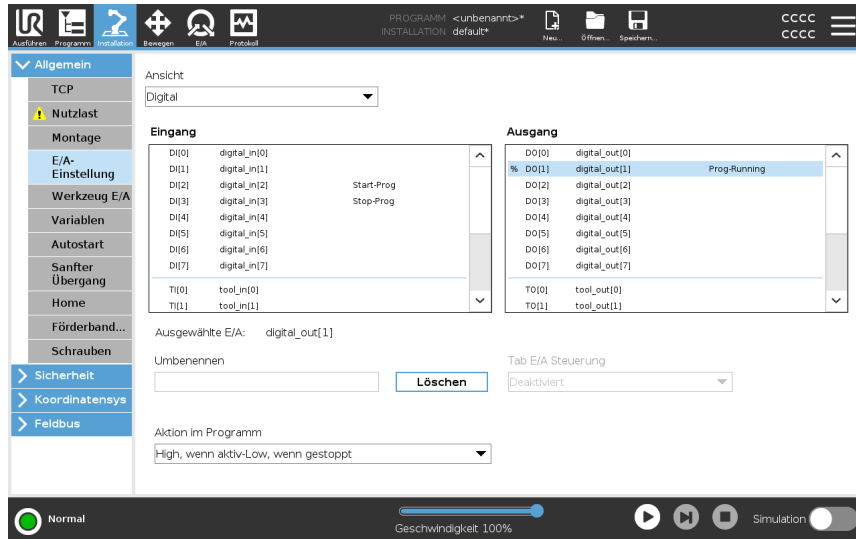 PROGRAMM <unbenannt>*
INSTALLATION default*
CCCC
CCCC
Ausführen Programm Installation Bewegen E/A Protokoll Neu... Öffnen... Speichern...
Allgemein
TCP
Nutzlast
Montage
E/A-
Einstellung
Werkzeug E/A
Variablen
Autostart
Sanfter
Übergang
Home
Förderband...
Schrauben
Sicherheit
Koordinatensys
Feldbus
Ansicht
Digital
Eingang
DI[0] digital_in[0]
DI[1] digital_in[1]
DI[2] digital_in[2] Start-Prog
DI[3] digital_in[3] Stop-Prog
DI[4] digital_in[4]
DI[5] digital_in[5]
DI[6] digital_in[6]
DI[7] digital_in[7]
TI[0] tool_in[0]
TI[1] tool_in[1]
Ausgang
DO[0] digital_out[0]
% DO[1] digital_out[1] Prog-Running
DO[2] digital_out[2]
DO[3] digital_out[3]
DO[4] digital_out[4]
DO[5] digital_out[5]
DO[6] digital_out[6]
DO[7] digital_out[7]
TO[0] tool_out[0]
TO[1] tool_out[1]
Ausgewählte E/A: digital_out[1]
Umbenennen
Löschen
Tab E/A Steuerung
Deaktiviert
Aktion im Programm
High, wenn aktiv-Low, wenn gestoppt
Normal
Geschwindigkeit 100%
Simulation